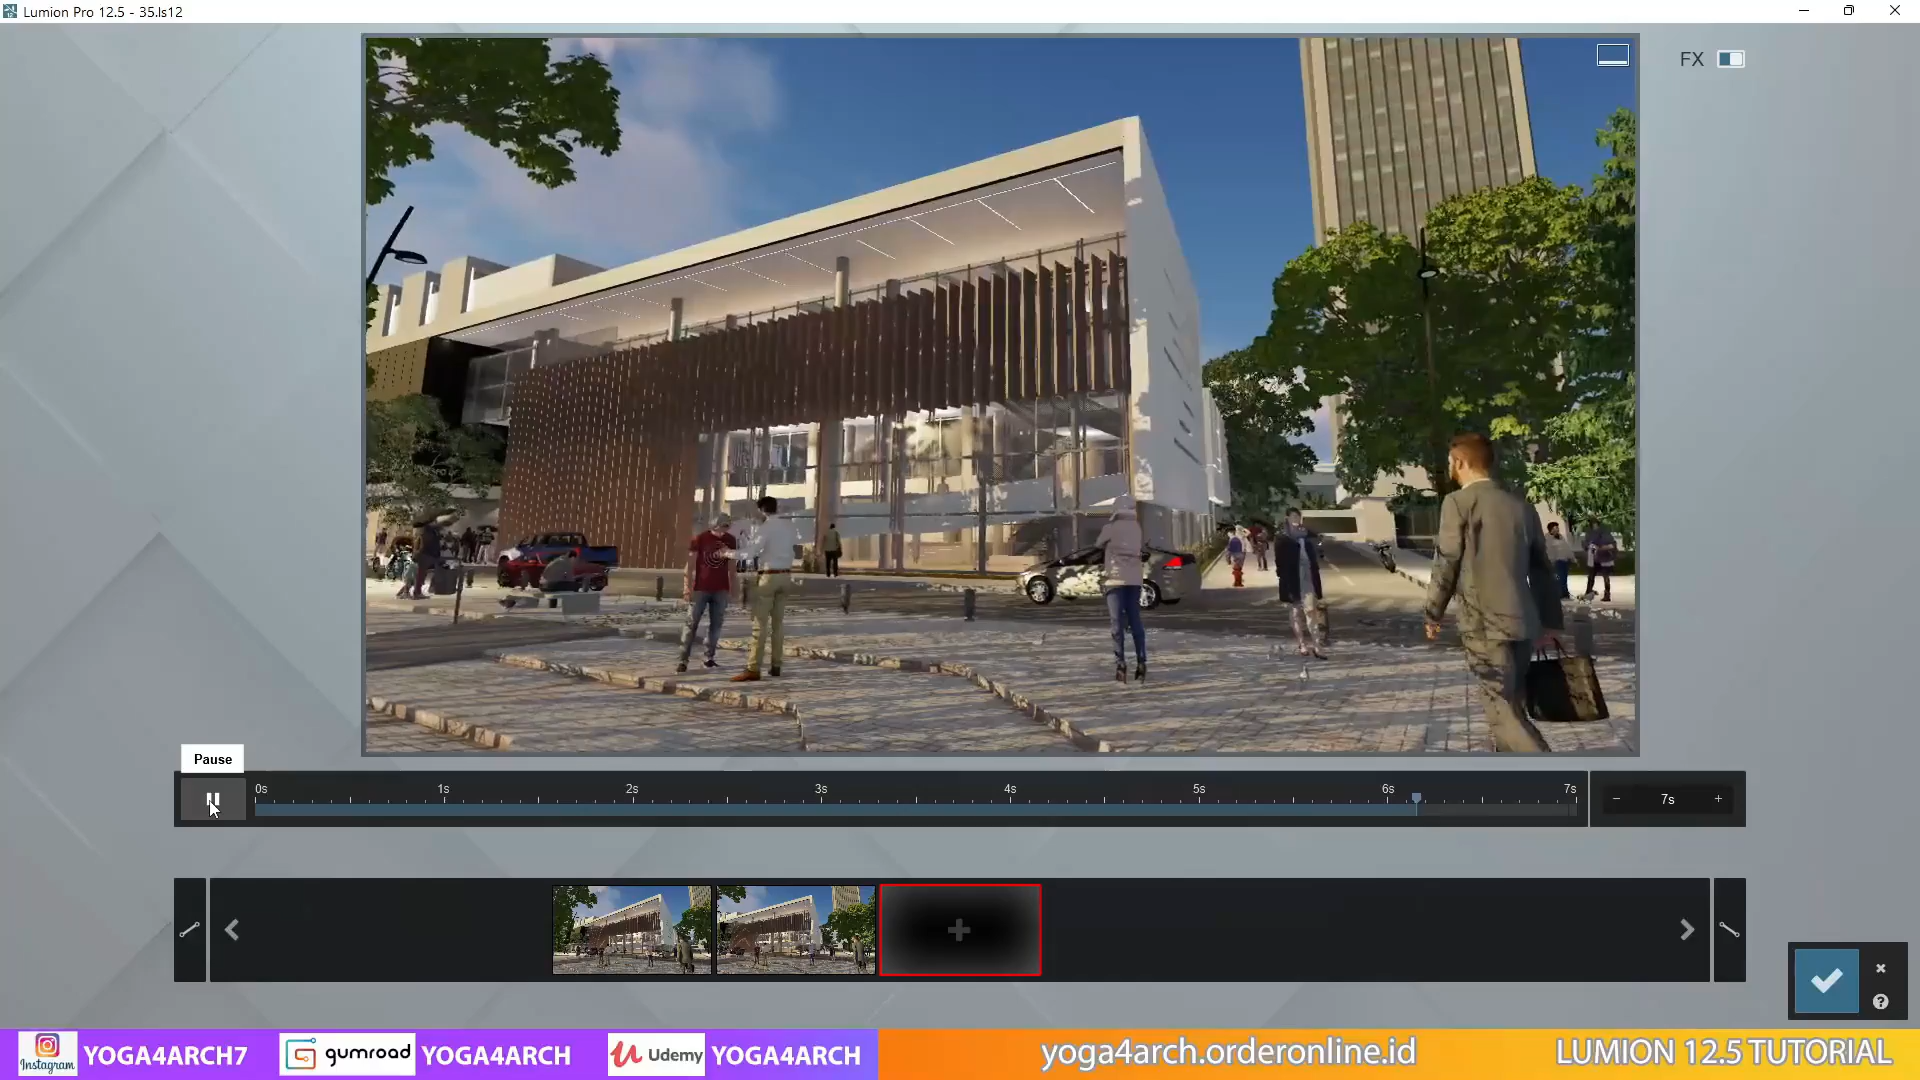 Lumion Pro 12.5 - 35.ls12
FX
Pause
0s 1s 2s 3s 4s 5s 6s 7s
- 7s +
Instagram YOGA4ARCH7 gumroad YOGA4ARCH Udemy YOGA4ARCH yoga4arch.orderonline.id LUMION 12.5 TUTORIAL